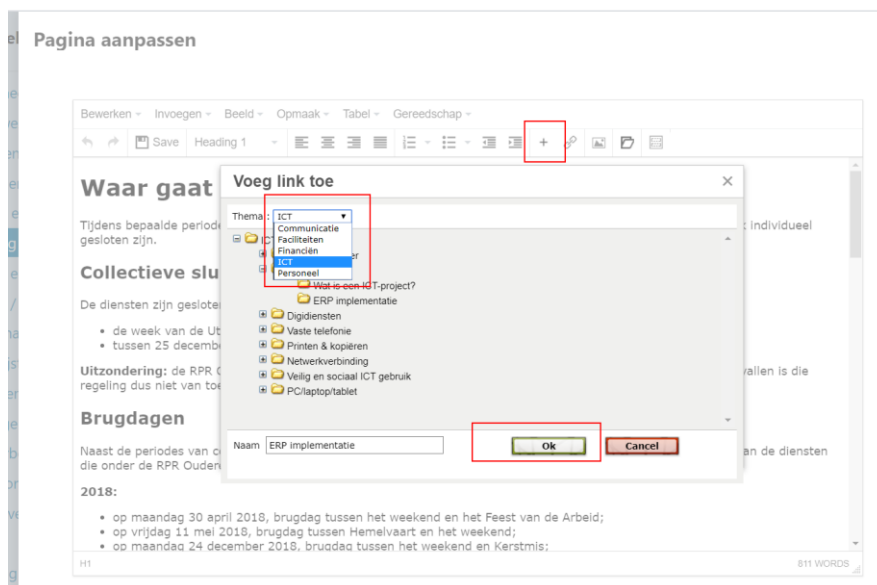 Pagina aanpassen
Bewerken Invoegen Beeld Opmaak Tabel Gereedschap
Save Heading 1
Waar gaat
Voeg link toe
Tijdens bepaalde periode
individueel
gesloten zijn.
Thema : ICT
Communicatie
Faciliteiten
Financiën
ICT
Personeel
er
Wat is een ICT-project?
ERP implementatie
Digidiensten
Vaste telefonie
Printen & kopiëren
Netwerkverbinding
Veilig en sociaal ICT gebruik
PC/laptop/tablet
Collectieve slu
De diensten zijn geslote
de week van de Ut
tussen 25 decemb
Uitzondering: de RPR
vallen is die
regeling dus niet van toe
Brugdagen
Naam ERP implementatie Ok Cancel
Naast de periodes van c
an de diensten
die onder de RPR Ouden
2018:
op maandag 30 april 2018, brugdag tussen het weekend en het Feest van de Arbeid;
op vrijdag 11 mei 2018, brugdag tussen Hemelvaart en het weekend;
op maandag 24 december 2018, brugdag tussen het weekend en Kerstmis;
H1 811 WORDS